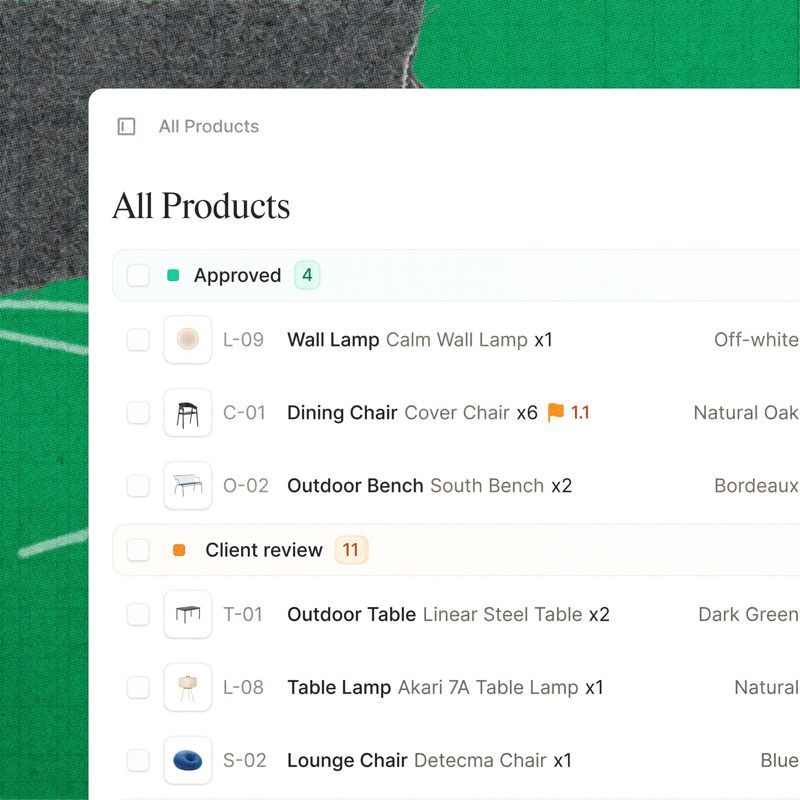 All Products
All Products
Approved 4
L-09 Wall Lamp Calm Wall Lamp x1 Off-white
C-01 Dining Chair Cover Chair x6 1.1 Natural Oak
O-02 Outdoor Bench South Bench x2 Bordeaux
Client review 11
T-01 Outdoor Table Linear Steel Table x2 Dark Green
L-08 Table Lamp Akari 7A Table Lamp x1 Natural
S-02 Lounge Chair Detecma Chair x1 Blue